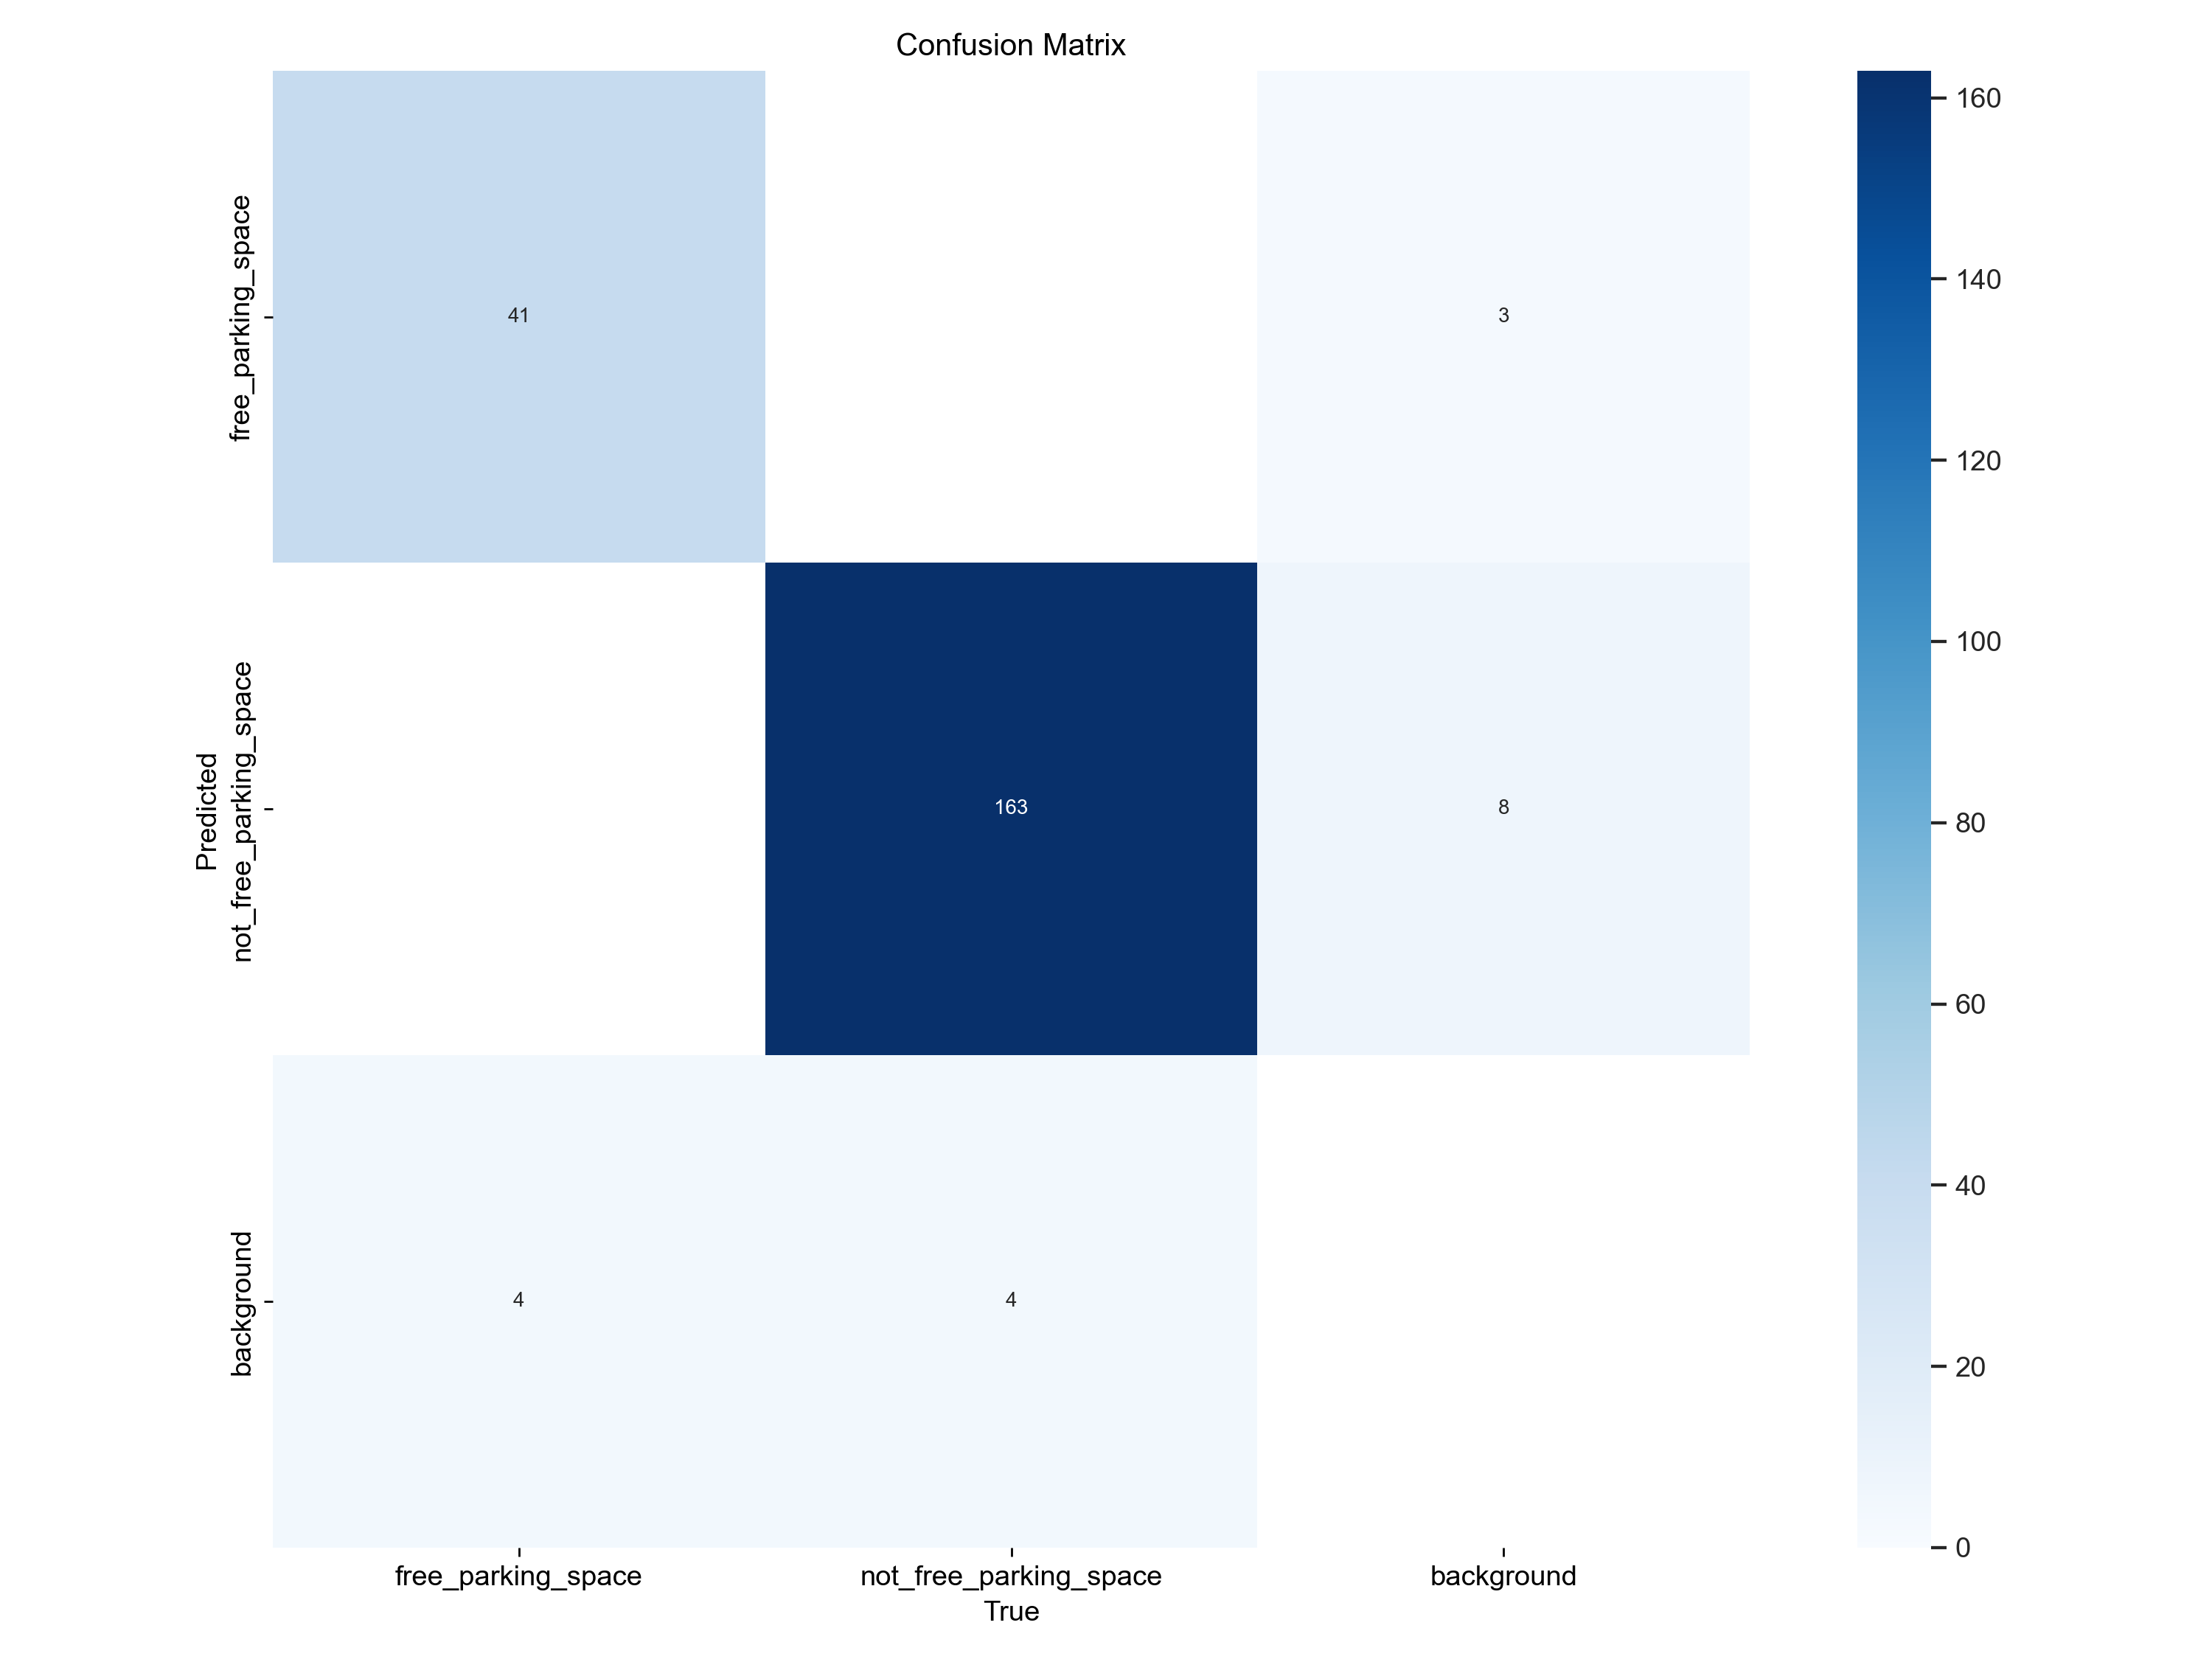 Confusion Matrix
Predicted
free_parking_space
not_free_parking_space
background
41
3
163
8
4
4
free_parking_space
not_free_parking_space
background
True
160
140
120
100
80
60
40
20
0